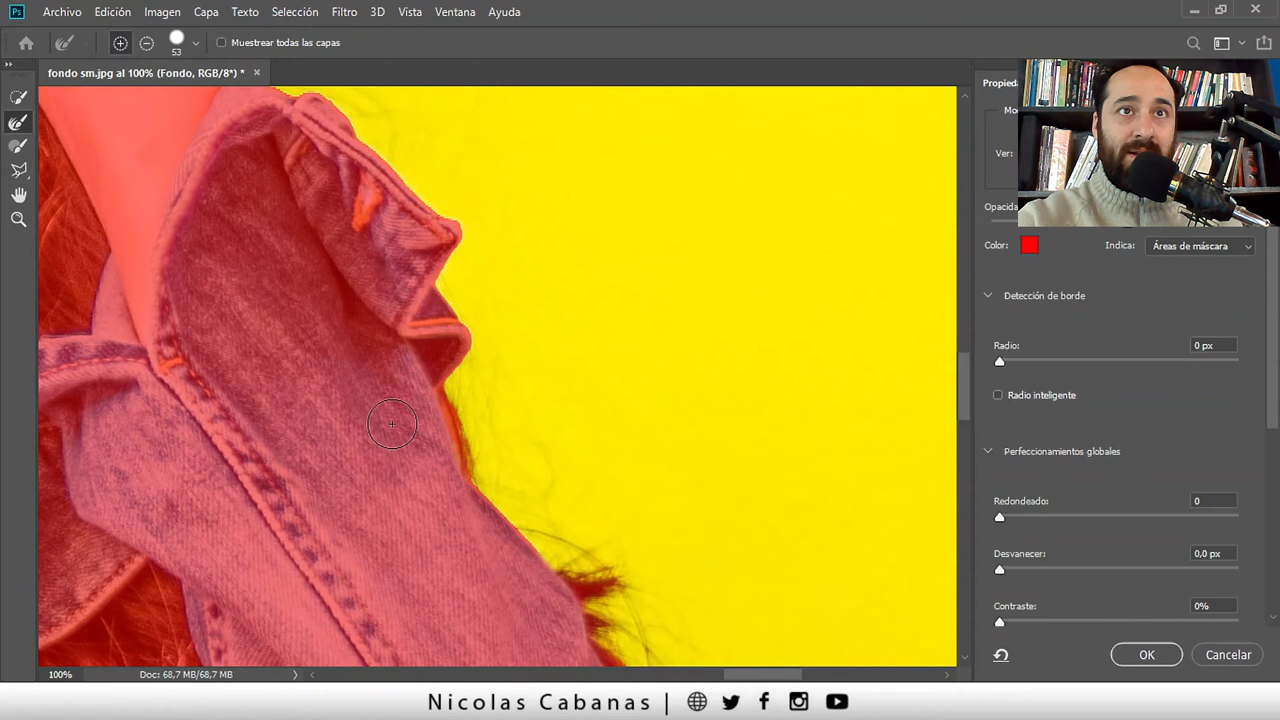 Ps Archivo Edición Imagen Capa Texto Selección Filtro 3D Vista Ventana Ayuda
53 Muestrear todas las capas
fondo sm.jpg al 100% (Fondo, RGB/8*) *
Ver:
Color: Indica: Áreas de máscara
Detección de borde
Radio: 0 px
Radio inteligente
Perfeccionamientos globales
Redondeado: 0
Desvanecer: 0,0 px
Contraste: 0%
OK Cancelar
100% Doc: 68,7 MB/68,7 MB
Nicolas Cabanas |